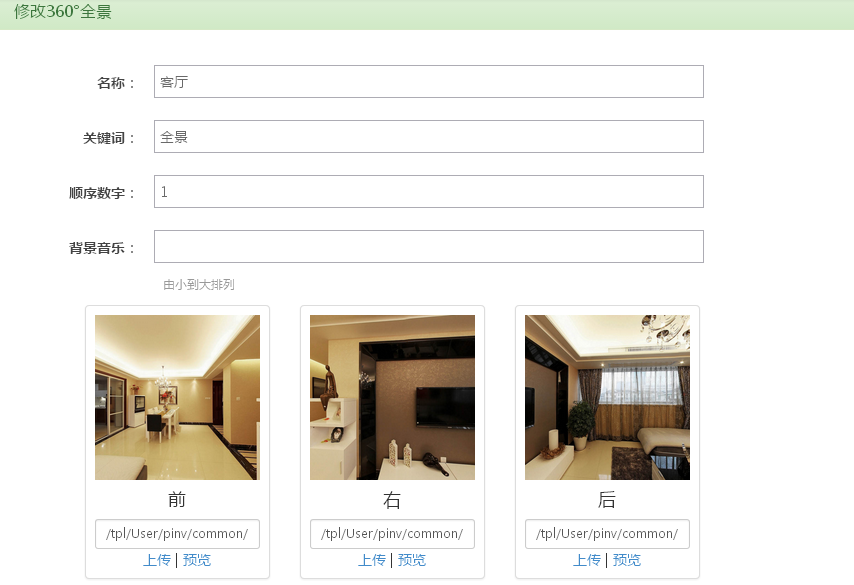 修改360°全景
名称： 客厅
关键词： 全景
顺序数字： 1
背景音乐：
由小到大排列
前 右 后
/tpl/User/pinv/common/ /tpl/User/pinv/common/ /tpl/User/pinv/common/
上传 | 预览 上传 | 预览 上传 | 预览